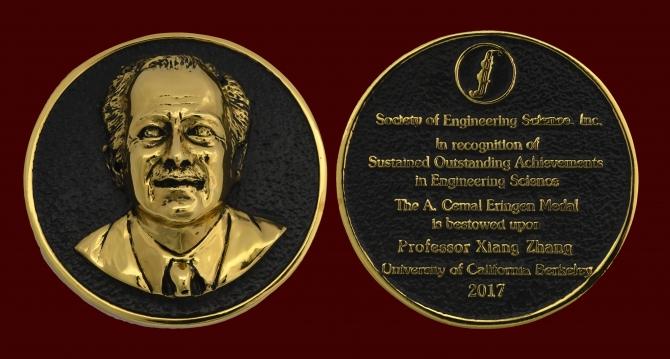 Society of Engineering Science, Inc.
In recognition of
Sustained Outstanding Achievements
in Engineering Science
The A. Cemal Eringen Medal
is bestowed upon
Professor Xiang Zhang
University of California, Berkeley
2017